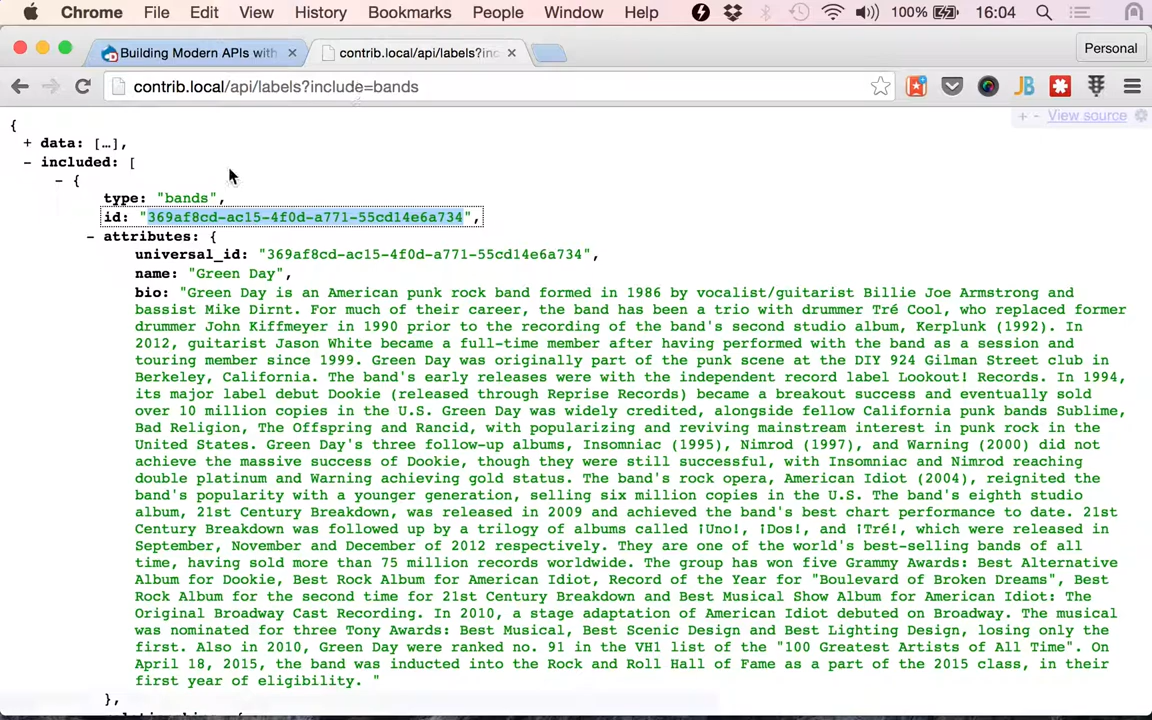 Chrome File Edit View History Bookmarks People Window Help 100% 16:04
Building Modern APIs with contrib.local/api/labels?inc Personal
contrib.local/api/labels?include=bands JB
{ + - View source
+ data: […],
- included: [
- {
type: "bands",
id: "369af8cd-ac15-4f0d-a771-55cd14e6a734",
- attributes: {
universal_id: "369af8cd-ac15-4f0d-a771-55cd14e6a734",
name: "Green Day",
bio: "Green Day is an American punk rock band formed in 1986 by vocalist/guitarist Billie Joe Armstrong and
bassist Mike Dirnt. For much of their career, the band has been a trio with drummer Tré Cool, who replaced former
drummer John Kiffmeyer in 1990 prior to the recording of the band's second studio album, Kerplunk (1992). In
2012, guitarist Jason White became a full-time member after having performed with the band as a session and
touring member since 1999. Green Day was originally part of the punk scene at the DIY 924 Gilman Street club in
Berkeley, California. The band's early releases were with the independent record label Lookout! Records. In 1994,
its major label debut Dookie (released through Reprise Records) became a breakout success and eventually sold
over 10 million copies in the U.S. Green Day was widely credited, alongside fellow California punk bands Sublime,
Bad Religion, The Offspring and Rancid, with popularizing and reviving mainstream interest in punk rock in the
United States. Green Day's three follow-up albums, Insomniac (1995), Nimrod (1997), and Warning (2000) did not
achieve the massive success of Dookie, though they were still successful, with Insomniac and Nimrod reaching
double platinum and Warning achieving gold status. The band's rock opera, American Idiot (2004), reignited the
band's popularity with a younger generation, selling six million copies in the U.S. The band's eighth studio
album, 21st Century Breakdown, was released in 2009 and achieved the band's best chart performance to date. 21st
Century Breakdown was followed up by a trilogy of albums called ¡Uno!, ¡Dos!, and ¡Tré!, which were released in
September, November and December of 2012 respectively. They are one of the world's best-selling bands of all
time, having sold more than 75 million records worldwide. The group has won five Grammy Awards: Best Alternative
Album for Dookie, Best Rock Album for American Idiot, Record of the Year for "Boulevard of Broken Dreams", Best
Rock Album for the second time for 21st Century Breakdown and Best Musical Show Album for American Idiot: The
Original Broadway Cast Recording. In 2010, a stage adaptation of American Idiot debuted on Broadway. The musical
was nominated for three Tony Awards: Best Musical, Best Scenic Design and Best Lighting Design, losing only the
first. Also in 2010, Green Day were ranked no. 91 in the VH1 list of the "100 Greatest Artists of All Time". On
April 18, 2015, the band was inducted into the Rock and Roll Hall of Fame as a part of the 2015 class, in their
first year of eligibility. "
},